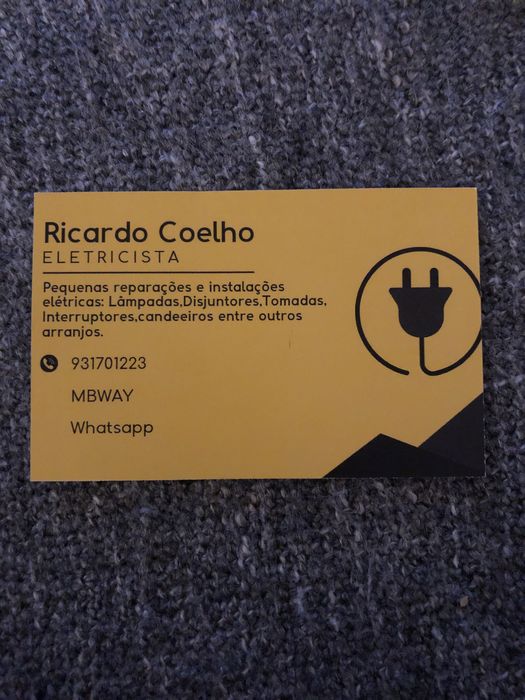 Ricardo Coelho
ELETRICISTA
Pequenas reparações e instalações
elétricas: Lâmpadas,Disjuntores,Tomadas,
Interruptores,candeeiros entre outros
arranjos.
931701223
MBWAY
Whatsapp